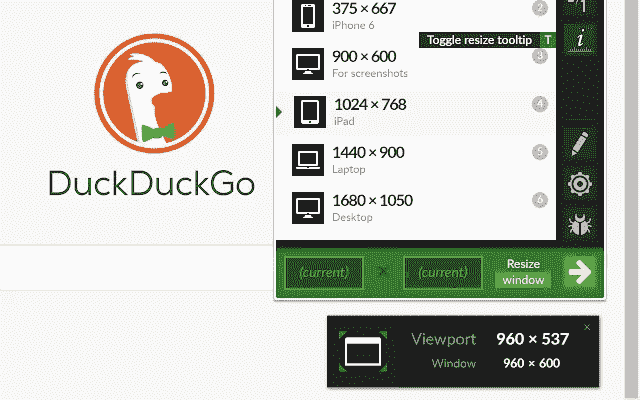 375 × 667
2
iPhone 6
Toggle resize tooltip T
900 × 600
3
For screenshots
1024 × 768
4
iPad
1440 × 900
5
Laptop
1680 × 1050
6
Desktop
DuckDuckGo
(current) × (current)
Resize
window
Viewport 960 × 537
×
Window 960 × 600